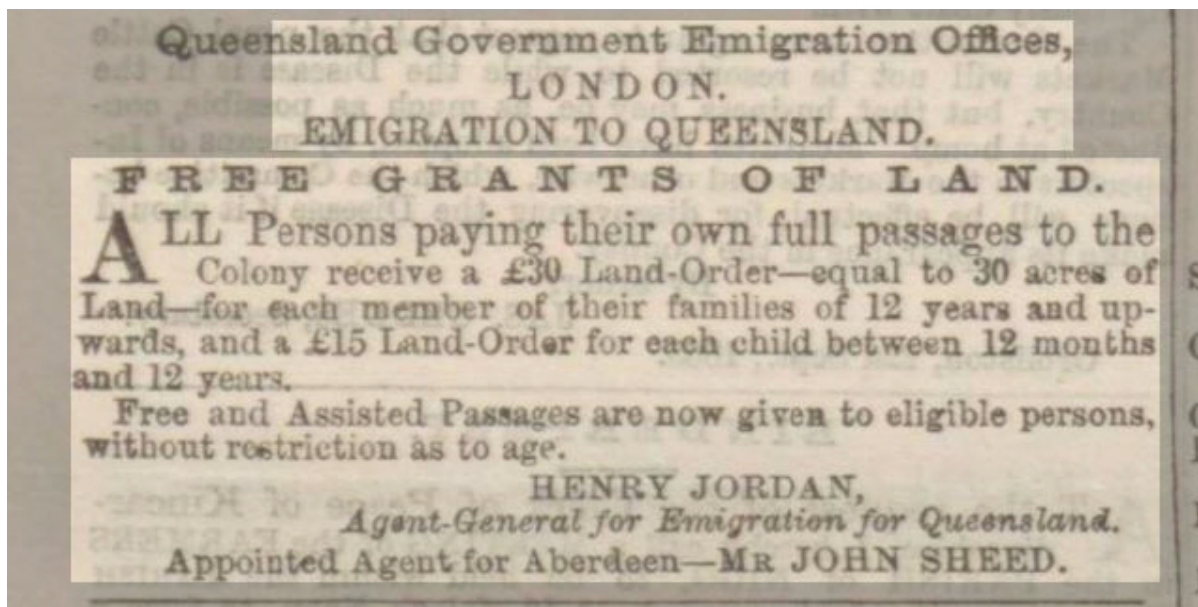 Queensland Government Emigration Offices,
LONDON.
EMIGRATION TO QUEENSLAND.
FREE GRANTS OF LAND.
ALL Persons paying their own full passages to the
Colony receive a £30 Land-Order—equal to 30 acres of
Land—for each member of their families of 12 years and up-
wards, and a £15 Land-Order for each child between 12 months
and 12 years.
Free and Assisted Passages are now given to eligible persons,
without restriction as to age.
HENRY JORDAN,
Agent-General for Emigration for Queensland.
Appointed Agent for Aberdeen—MR JOHN SHEED.